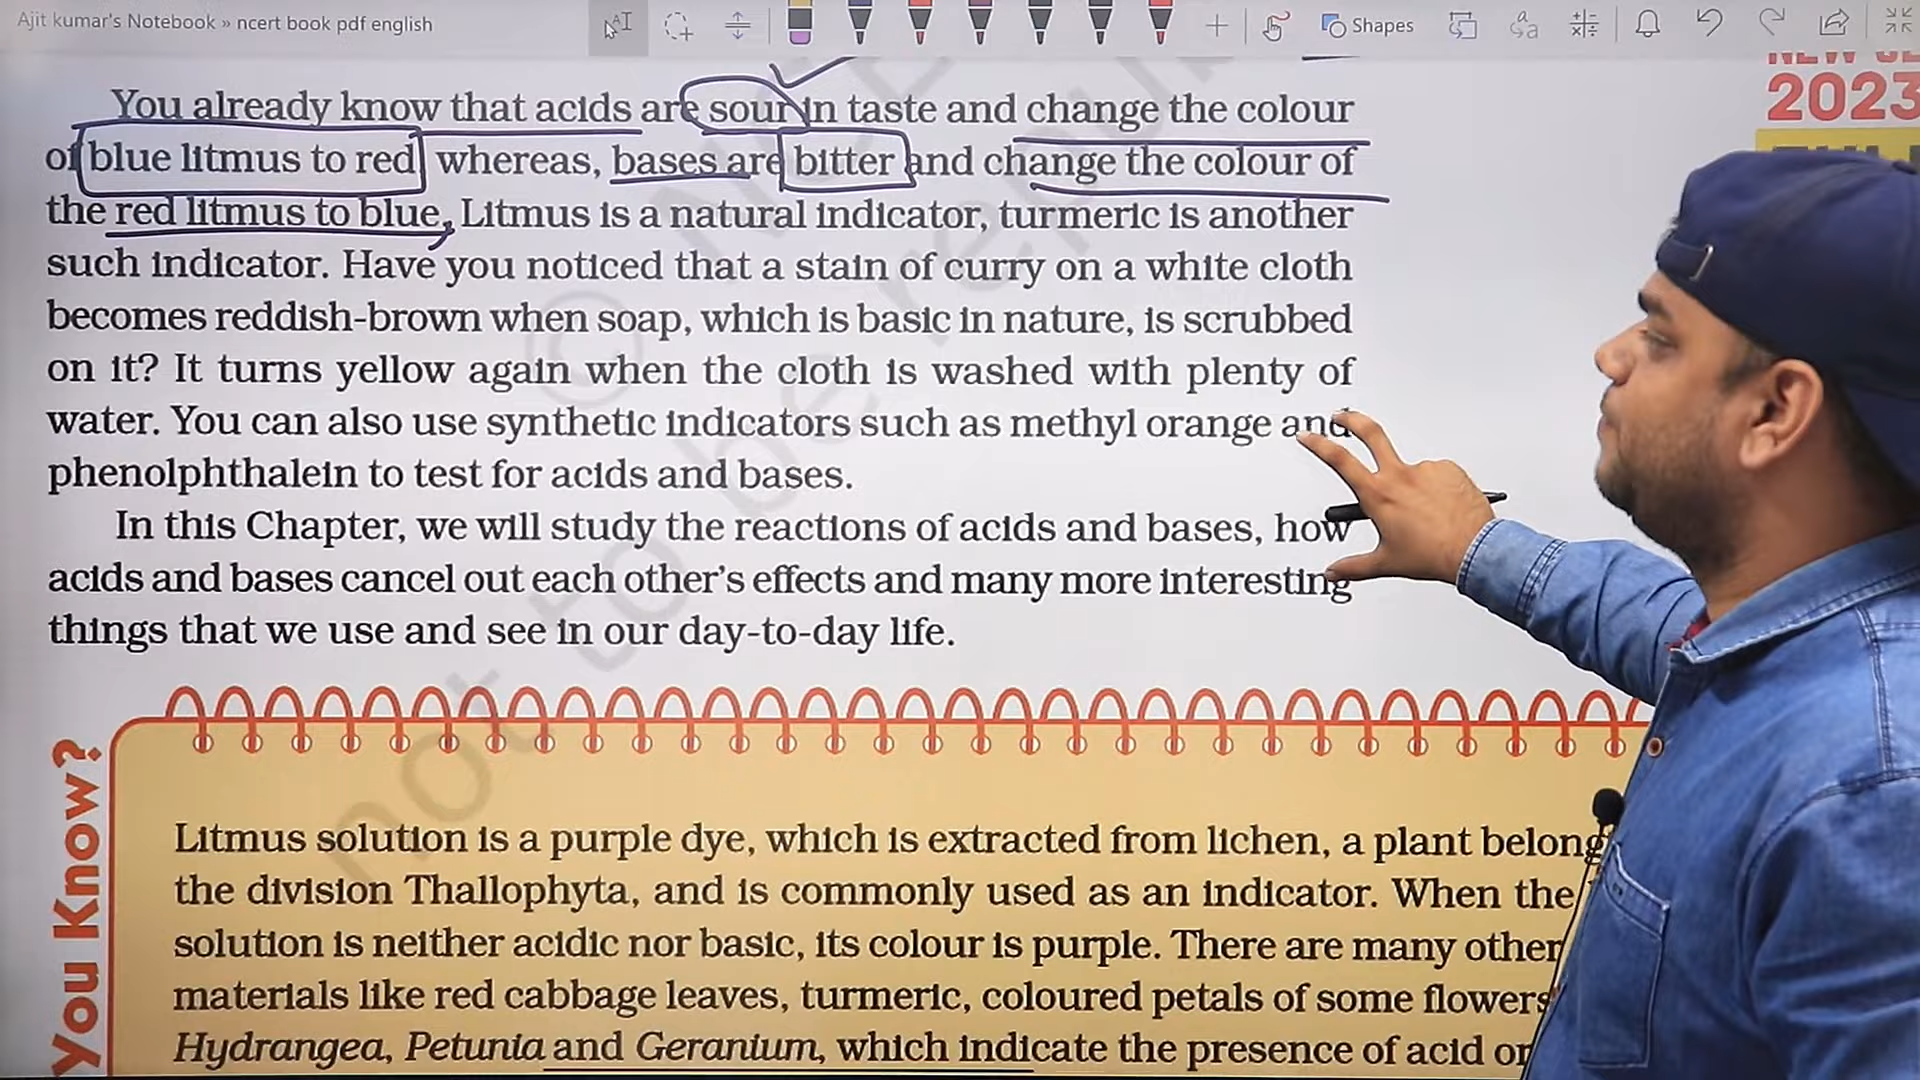 Ajit kumar's Notebook » ncert book pdf english
Shapes
2023
You already know that acids are sour in taste and change the colour
of blue litmus to red, whereas, bases are bitter and change the colour of
the red litmus to blue. Litmus is a natural indicator, turmeric is another
such indicator. Have you noticed that a stain of curry on a white cloth
becomes reddish-brown when soap, which is basic in nature, is scrubbed
on it? It turns yellow again when the cloth is washed with plenty of
water. You can also use synthetic indicators such as methyl orange and
phenolphthalein to test for acids and bases.
In this Chapter, we will study the reactions of acids and bases, how
acids and bases cancel out each other's effects and many more interesting
things that we use and see in our day-to-day life.
You Know?
Litmus solution is a purple dye, which is extracted from lichen, a plant belong
the division Thallophyta, and is commonly used as an indicator. When the
solution is neither acidic nor basic, its colour is purple. There are many other
materials like red cabbage leaves, turmeric, coloured petals of some flowers
Hydrangea, Petunia and Geranium, which indicate the presence of acid or
not to be